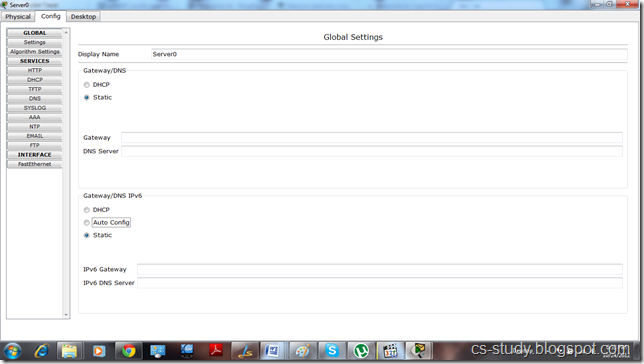 Server0
Physical Config Desktop
GLOBAL
Settings
Algorithm Settings
SERVICES
HTTP
DHCP
TFTP
DNS
SYSLOG
AAA
NTP
EMAIL
FTP
INTERFACE
FastEthernet
Global Settings
Display Name Server0
Gateway/DNS
DHCP
Static
Gateway
DNS Server
Gateway/DNS IPv6
DHCP
Auto Config
Static
IPv6 Gateway
IPv6 DNS Server
cs-study.blogspot.com